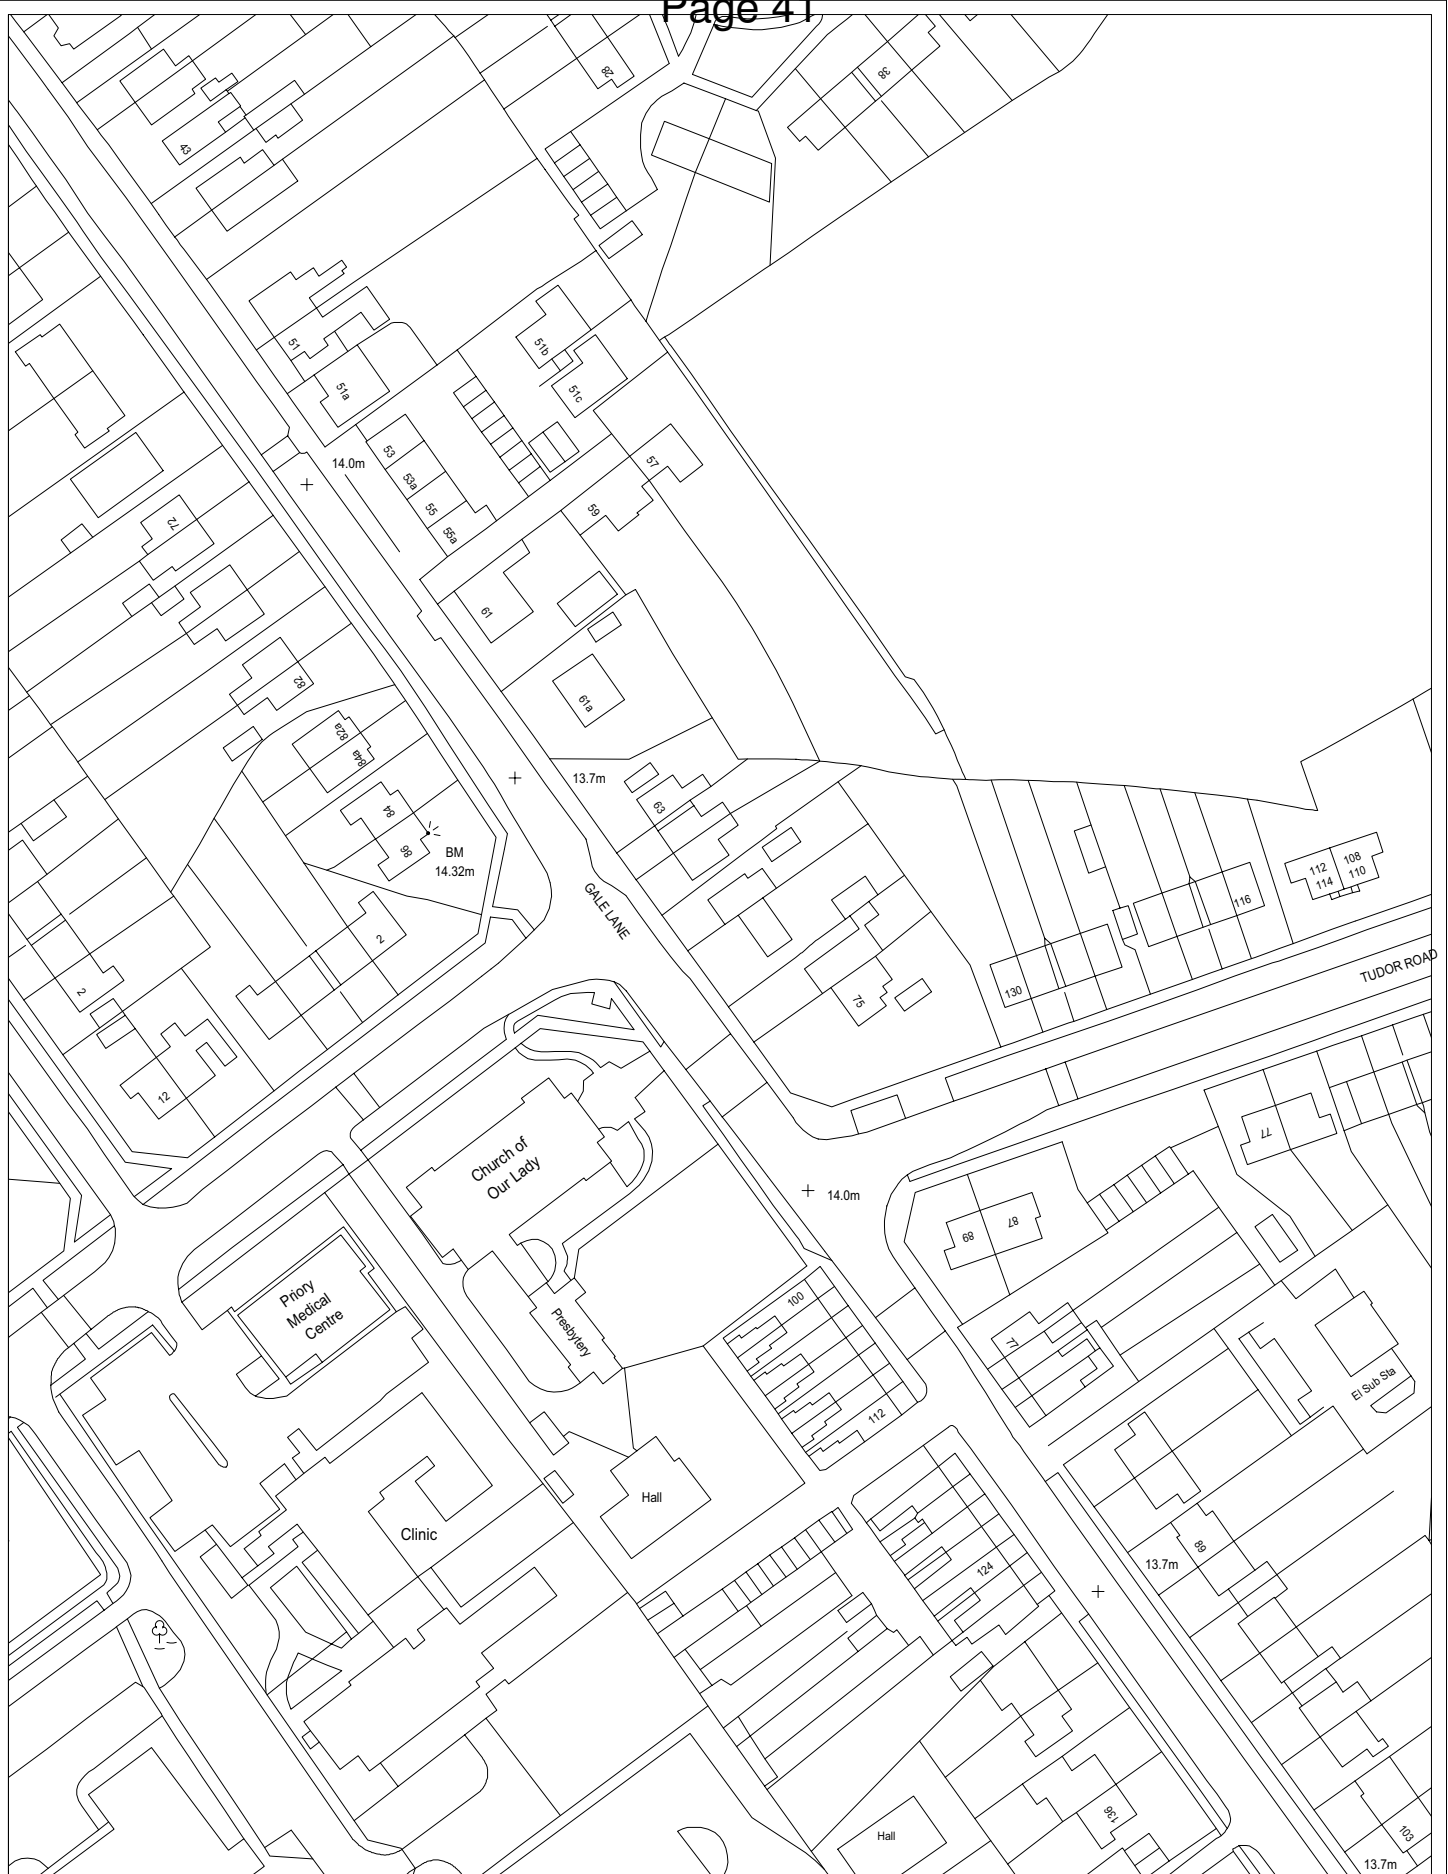 Page 41
28
38
43
51
51a
51b
51c
53
53a
55
55a
14.0m
57
59
72
61
61a
82
82a
84a
84
86
BM
14.32m
13.7m
63
GALE LANE
2
2
12
75
130
116
112
114
108
110
TUDOR ROAD
Church of
Our Lady
Presbytery
Priory
Medical
Centre
14.0m
77
89
87
100
112
77
El Sub Sta
Hall
Clinic
124
89
13.7m
136
103
Hall
13.7m